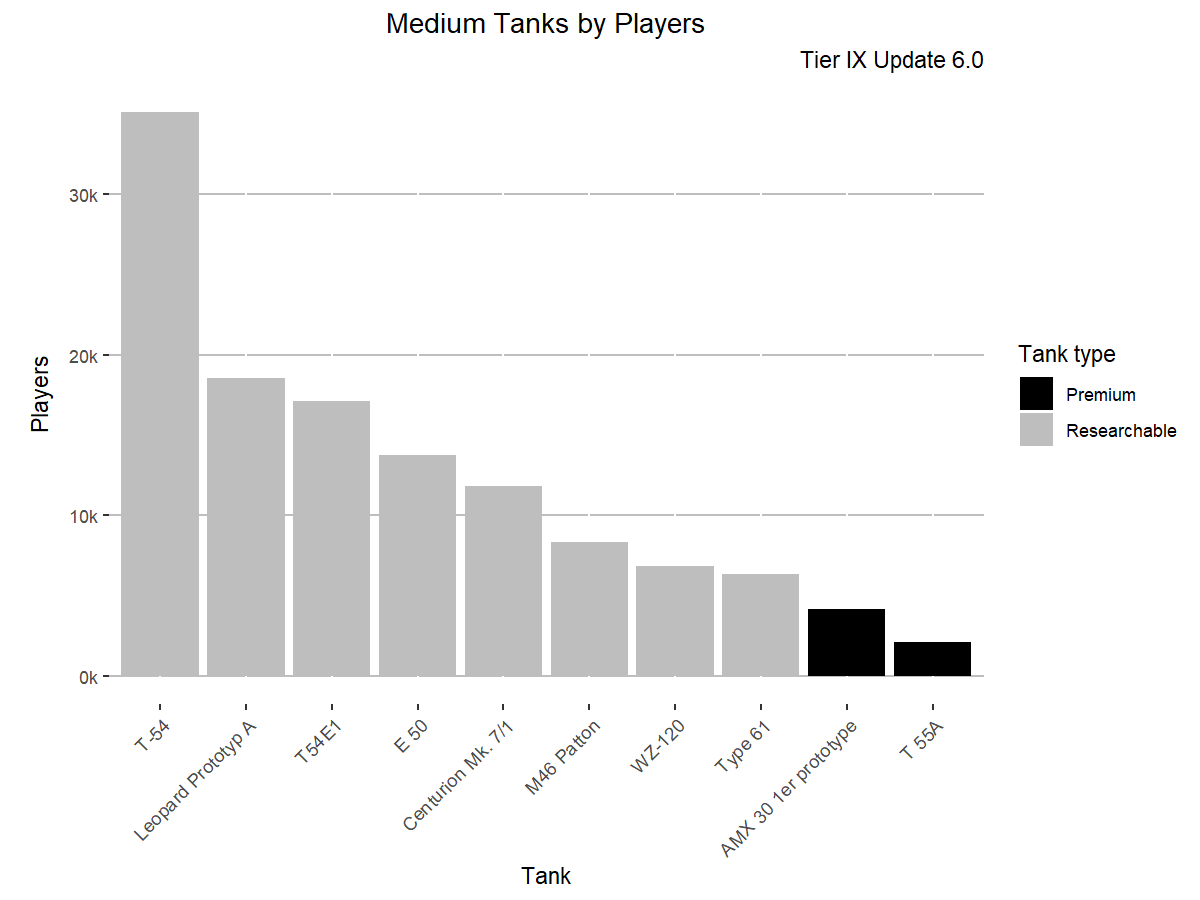 Medium Tanks by Players
Tier IX Update 6.0
Players
30k
20k
10k
0k
T-54
Leopard Prototyp A
T54E1
E 50
Centurion Mk. 7/1
M46 Patton
WZ-120
Type 61
AMX 30 1er prototype
T 55A
Tank
Tank type
Premium
Researchable